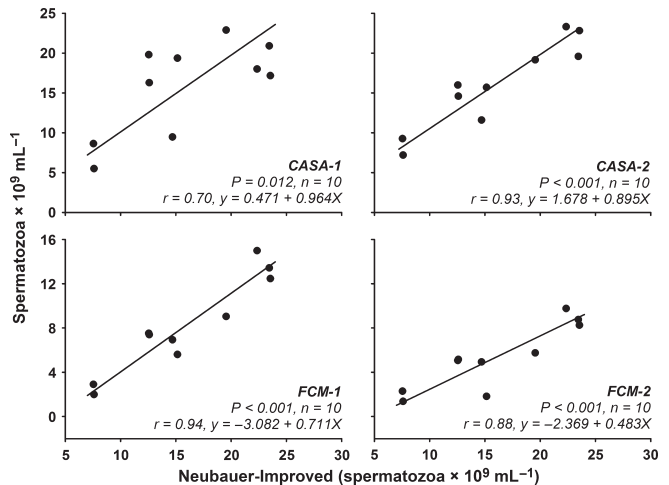 Spermatozoa × 10⁹ mL⁻¹
25
20
15
10
5
0
CASA-1
P = 0.012, n = 10
r = 0.70, y = 0.471 + 0.964X
CASA-2
P < 0.001, n = 10
r = 0.93, y = 1.678 + 0.895X
16
12
8
4
0
FCM-1
P < 0.001, n = 10
r = 0.94, y = –3.082 + 0.711X
FCM-2
P < 0.001, n = 10
r = 0.88, y = –2.369 + 0.483X
5 10 15 20 25 30 5 10 15 20 25 30
Neubauer-Improved (spermatozoa × 10⁹ mL⁻¹)